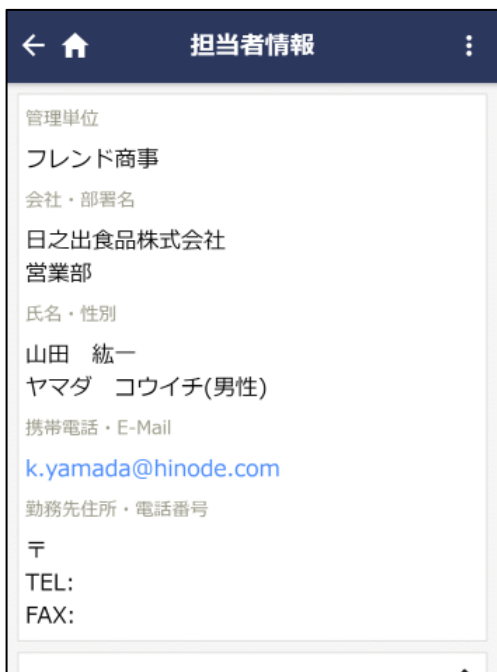 担当者情報
管理単位
フレンド商事
会社・部署名
日之出食品株式会社
営業部
氏名・性別
山田　紘一
ヤマダ　コウイチ(男性)
携帯電話・E-Mail
k.yamada@hinode.com
勤務先住所・電話番号
〒
TEL:
FAX: